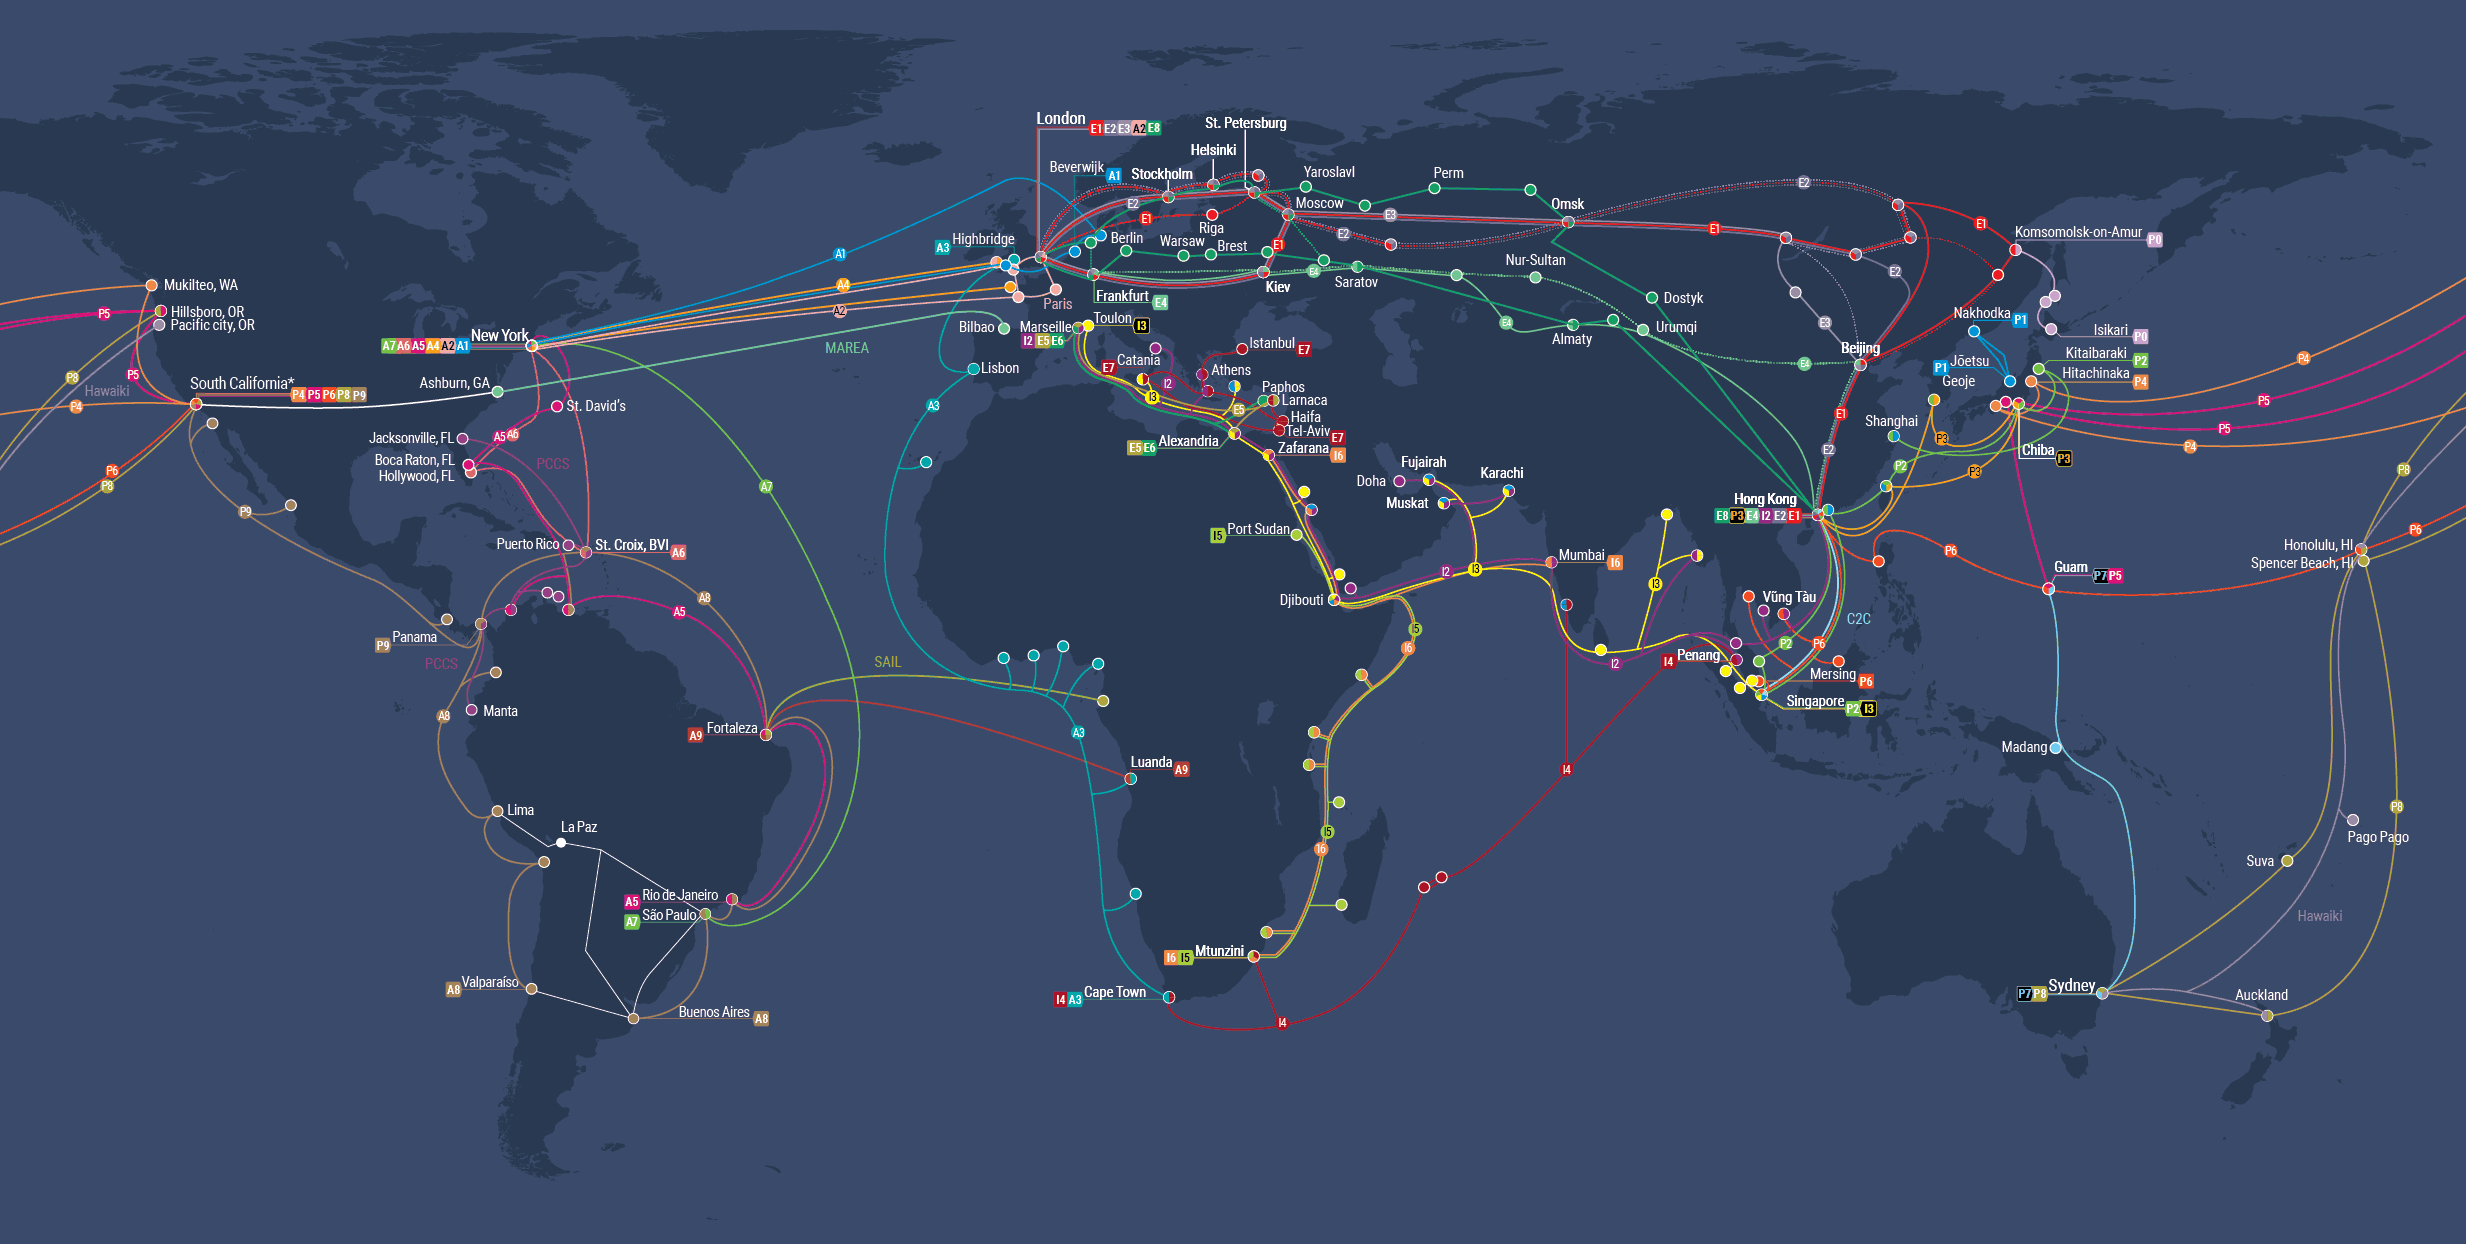 London
E1 E2 E3 A2 E8
St. Petersburg
Helsinki
Beverwijk A1
Stockholm
Yaroslavl
Perm
E2
E2
E1
Riga
Moscow
E3
Omsk
E1
E1
Komsomolsk-on-Amur P0
A3 Highbridge
Berlin
Warsaw
Brest
E1
E2
A1
E2
Nur-Sultan
E4
Saratov
Kiev
Mukilteo, WA
A4
Paris
Frankfurt E4
Dostyk
P5
Hillsboro, OR
Pacific city, OR
A2
Bilbao
Marseille
Toulon I3
E4
Almaty
Urumqi
E3
Nakhodka P1
Isikari P0
New York
A7 A6 A5 A4 A2 A1
I2 E5 E6
MAREA
Catania
Istanbul E7
Beijing
E4
P1 Jōetsu
Kitaibaraki P2
P4
P5
P8
Hawaiki
South California*
P4 P5 P6 P8 P9
Ashburn, GA
Lisbon
E7
I2
Athens
Geoje
Hitachinaka P4
P4
St. David's
A3
I3
E5
Paphos
Larnaca
Haifa
Tel-Aviv E7
E1
P5
P5
Shanghai
Jacksonville, FL
A5 A6
E5 E6 Alexandria
Zafarana I6
E2
P3
P4
Boca Raton, FL
Hollywood, FL
PCCS
P6
P8
A7
Fujairah
Karachi
Doha
Muskat
P2
P3
Chiba P3
P8
P9
Hong Kong
E8 P3 E4 I2 E2 E1
I5 Port Sudan
P6
Puerto Rico
St. Croix, BVI A6
Mumbai I6
P6
Honolulu, HI
Spencer Beach, HI
I2
I3
I3
Guam P7 P5
A8
A5
Djibouti
Vũng Tàu
C2C
I5
I6
P2
P6
P9 Panama
PCCS
SAIL
I2
I4 Penang
Mersing P6
Manta
A8
Singapore P2 I3
A9 Fortaleza
A3
Madang
Luanda A9
I4
Lima
La Paz
P8
Pago Pago
I5
I6
Suva
A5 Rio de Janeiro
A7 São Paulo
Hawaiki
I6 I5 Mtunzini
A8 Valparaíso
I4 A3 Cape Town
P7 P8 Sydney
Auckland
Buenos Aires A8
I4